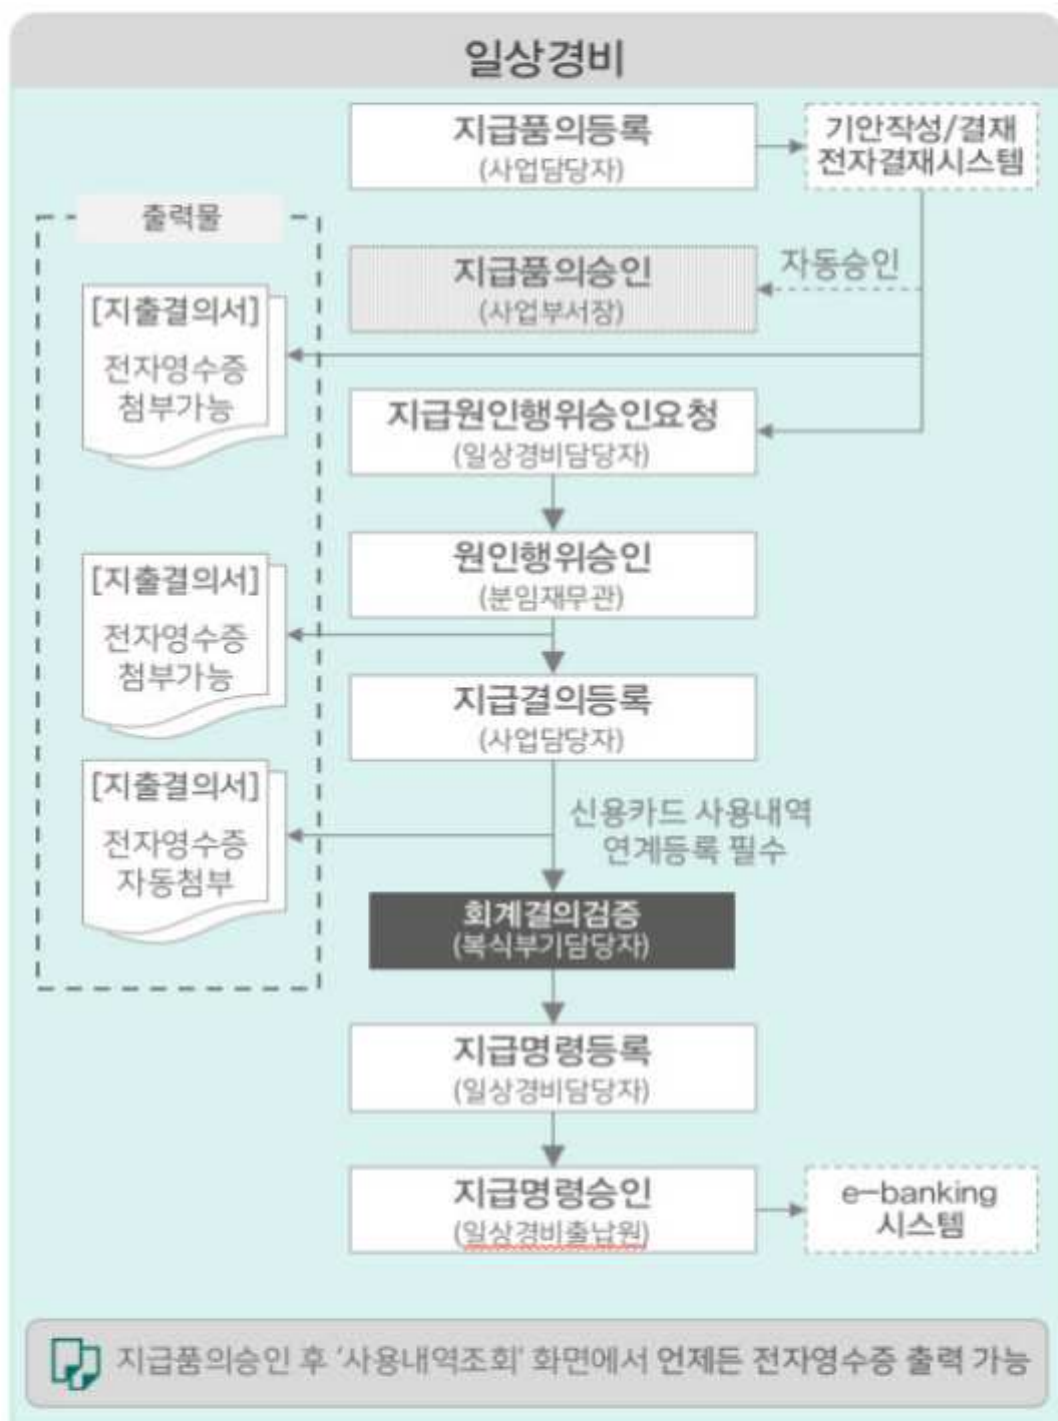 일상경비
지급품의등록
(사업담당자)
기안작성/결재
전자결재시스템
출력물
지급품의승인
(사업부서장)
자동승인
[지출결의서]
전자영수증
첨부가능
지급원인행위승인요청
(일상경비담당자)
원인행위승인
(분임재무관)
[지출결의서]
전자영수증
첨부가능
지급결의등록
(사업담당자)
[지출결의서]
전자영수증
자동첨부
신용카드 사용내역
연계등록 필수
회계결의검증
(복식부기담당자)
지급명령등록
(일상경비담당자)
지급명령승인
(일상경비출납원)
e-banking
시스템
지급품의승인 후 '사용내역조회' 화면에서 언제든 전자영수증 출력 가능